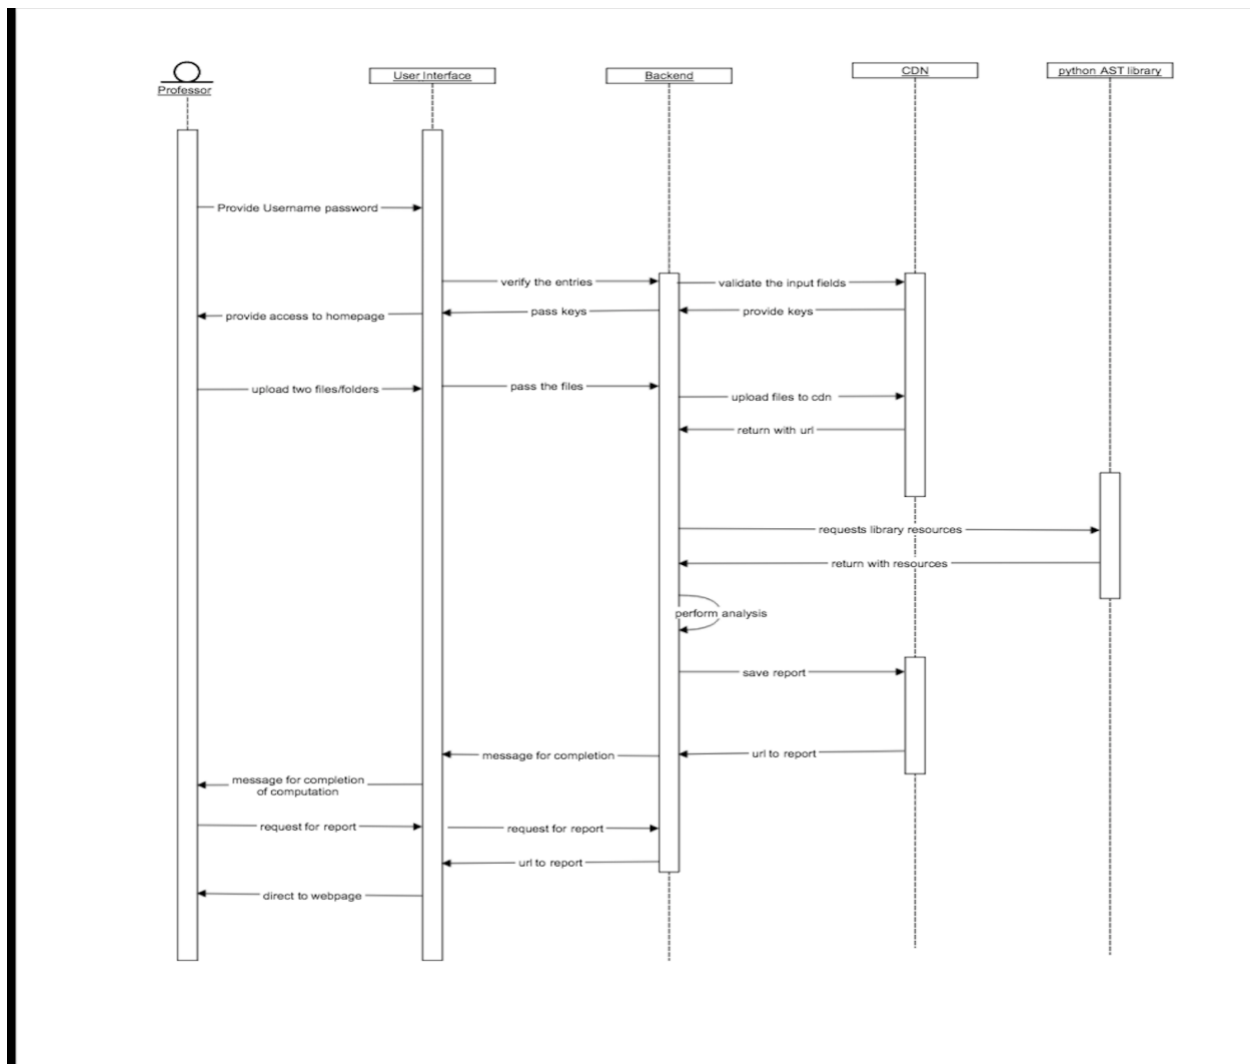 Professor
User Interface
Backend
CDN
python AST library
Provide Username password
verify the entries
validate the input fields
provide access to homepage
pass keys
provide keys
upload two files/folders
pass the files
upload files to cdn
return with url
requests library resources
return with resources
perform analysis
save report
message for completion
url to report
message for completion
of computation
request for report
request for report
url to report
direct to webpage